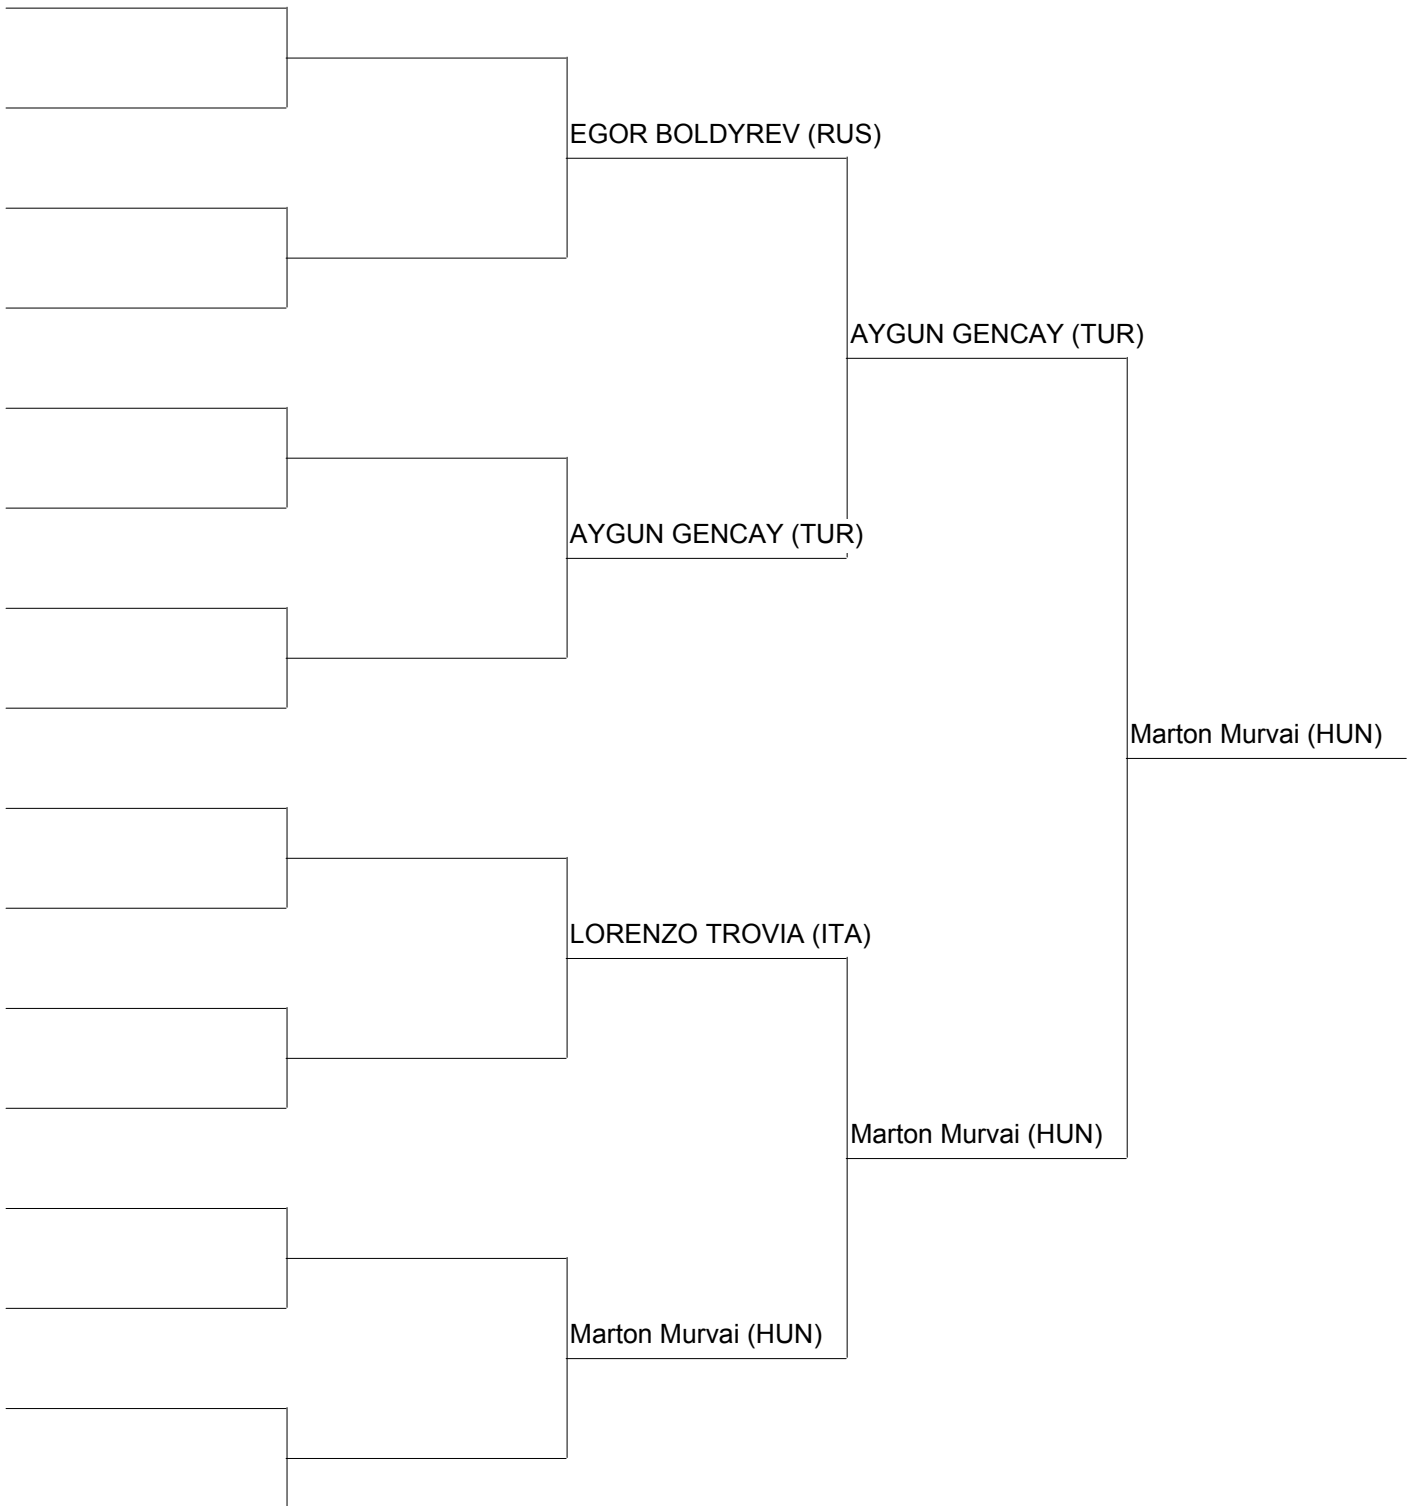 EGOR BOLDYREV (RUS)
AYGUN GENCAY (TUR)
AYGUN GENCAY (TUR)
Marton Murvai (HUN)
LORENZO TROVIA (ITA)
Marton Murvai (HUN)
Marton Murvai (HUN)